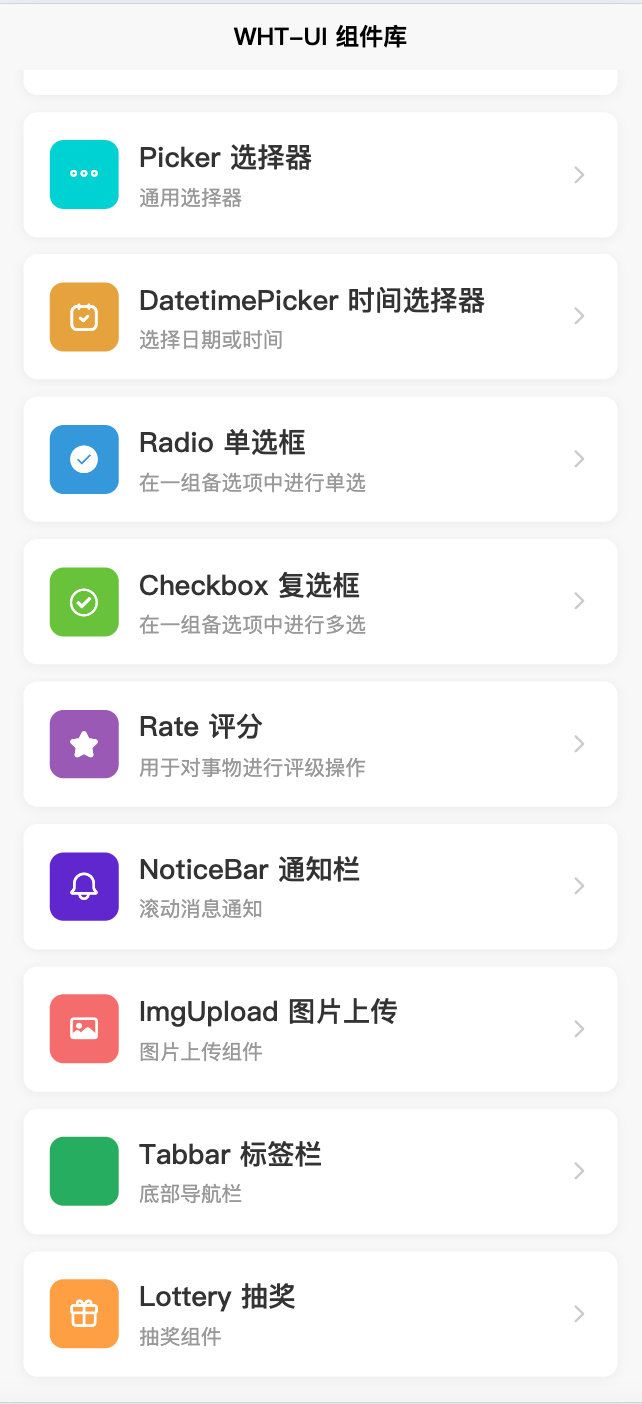 WHT-UI 组件库
Picker 选择器
通用选择器
DatetimePicker 时间选择器
选择日期或时间
Radio 单选框
在一组备选项中进行单选
Checkbox 复选框
在一组备选项中进行多选
Rate 评分
用于对事物进行评级操作
NoticeBar 通知栏
滚动消息通知
ImgUpload 图片上传
图片上传组件
Tabbar 标签栏
底部导航栏
Lottery 抽奖
抽奖组件